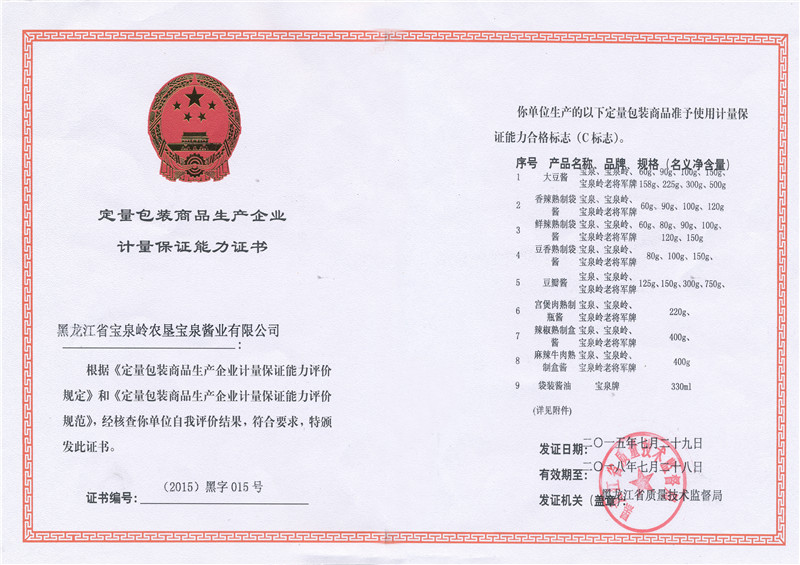 定量包装商品生产企业
计量保证能力证书
黑龙江省宝泉岭农垦宝泉酱业有限公司
：
根据《定量包装商品生产企业计量保证能力评价
规定》和《定量包装商品生产企业计量保证能力评价
规范》，经核查你单位自我评价结果，符合要求，特颁
发此证书。
证书编号：（2015）黑字 015 号
你单位生产的以下定量包装商品准予使用计量保
证能力合格标志（C 标志）。
序号 产品名称、品牌、规格（名义净含量）
1 大豆酱 宝泉、宝泉岭、 60g、90g、100g、150g、
宝泉岭老将军牌 158g、225g、300g、500g
2 香辣熟制袋 宝泉、宝泉岭、 60g、90g、100g、120g
酱 宝泉岭老将军牌
3 鲜辣熟制袋 宝泉、宝泉岭、 60g、80g、90g、100g、
酱 宝泉岭老将军牌 120g、150g
4 豆香熟制袋 宝泉、宝泉岭、 80g、100g、150g、
酱 宝泉岭老将军牌
5 豆瓣酱 宝泉、宝泉岭、 125g、150g、300g、750g、
宝泉岭老将军牌
6 宫煲肉熟制 宝泉、宝泉岭、 220g、
瓶酱 宝泉岭老将军牌
7 辣椒熟制盒 宝泉、宝泉岭、 400g、
酱 宝泉岭老将军牌
8 麻辣牛肉熟 宝泉、宝泉岭、 400g
制盒酱 宝泉岭老将军牌
9 袋装酱油 宝泉牌 330ml
(详见附件)
发证日期：二〇一五年七月二十九日
有效期至：二〇一八年七月二十八日
发证机关（盖章）：黑龙江省质量技术监督局